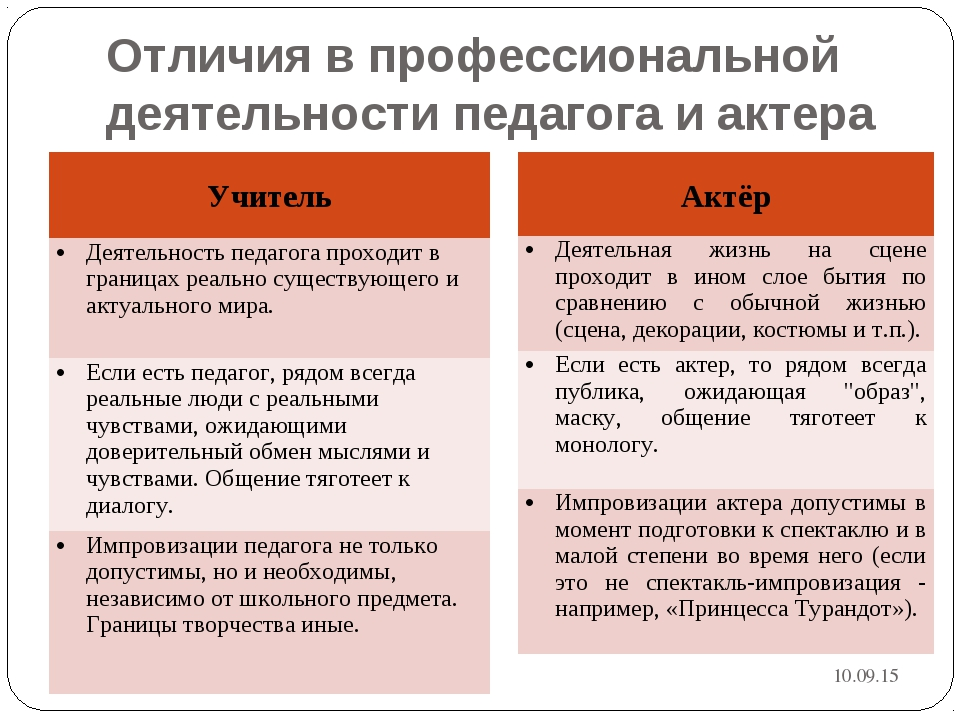 Отличия в профессиональной
деятельности педагога и актера
Учитель
• Деятельность педагога проходит в
границах реально существующего и
актуального мира.
• Если есть педагог, рядом всегда
реальные люди с реальными
чувствами, ожидающими
доверительный обмен мыслями и
чувствами. Общение тяготеет к
диалогу.
• Импровизации педагога не только
допустимы, но и необходимы,
независимо от школьного предмета.
Границы творчества иные.
Актёр
• Деятельная жизнь на сцене
проходит в ином слое бытия по
сравнению с обычной жизнью
(сцена, декорации, костюмы и т.п.).
• Если есть актер, то рядом всегда
публика, ожидающая "образ",
маску, общение тяготеет к
монологу.
• Импровизации актера допустимы в
момент подготовки к спектаклю и в
малой степени во время него (если
это не спектакль-импровизация -
например, «Принцесса Турандот»).
10.09.15